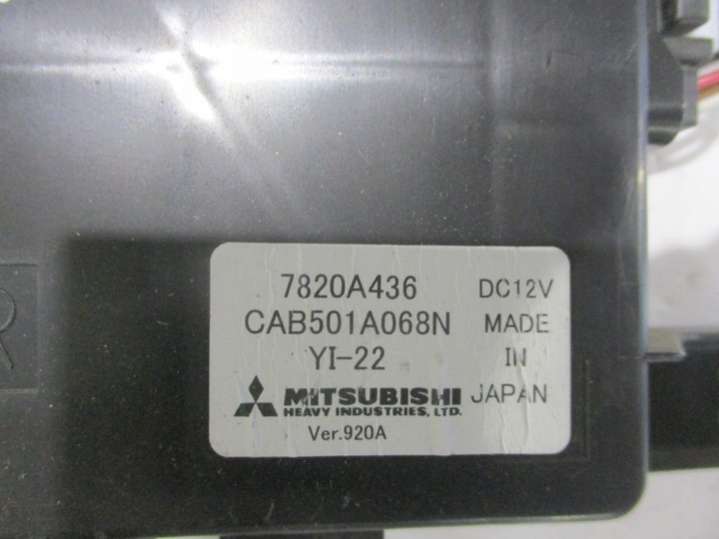 7820A436 DC12V
CAB501A068N MADE
YI-22 IN
MITSUBISHI JAPAN
HEAVY INDUSTRIES, LTD.
Ver.920A
R